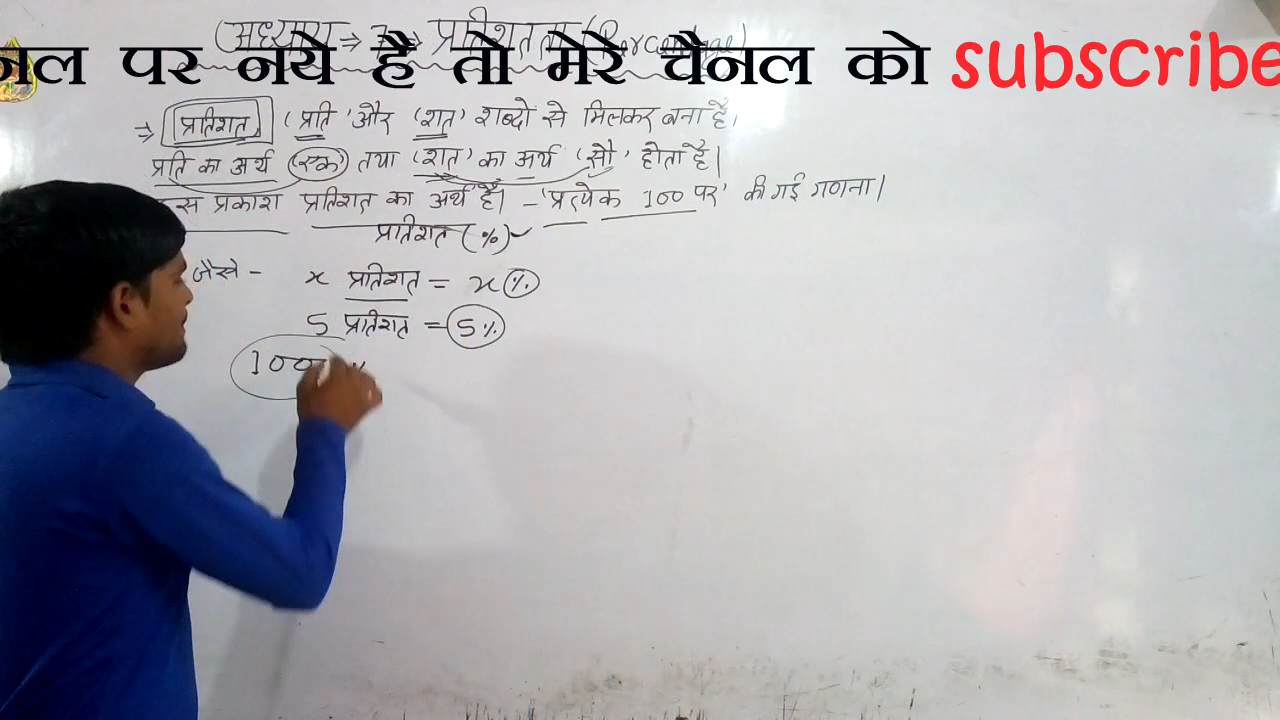 (अध्याय ⇒ 7 ⇒ प्रतिशतता (Percentage)
नल पर नये है तो मेरे चैनल को subscribe
⇒ प्रतिशत, 'प्रति' और 'शत' शब्दो से मिलकर बना है।
प्रति का अर्थ (एक) तथा 'शत' का अर्थ 'सौ' होता है।
इस प्रकाश प्रतिशत का अर्थ है। - 'प्रत्येक 100 पर' की गई गणना।
प्रतिशत (%)
जैसे - x प्रतिशत = x%
5 प्रतिशत = 5%
100